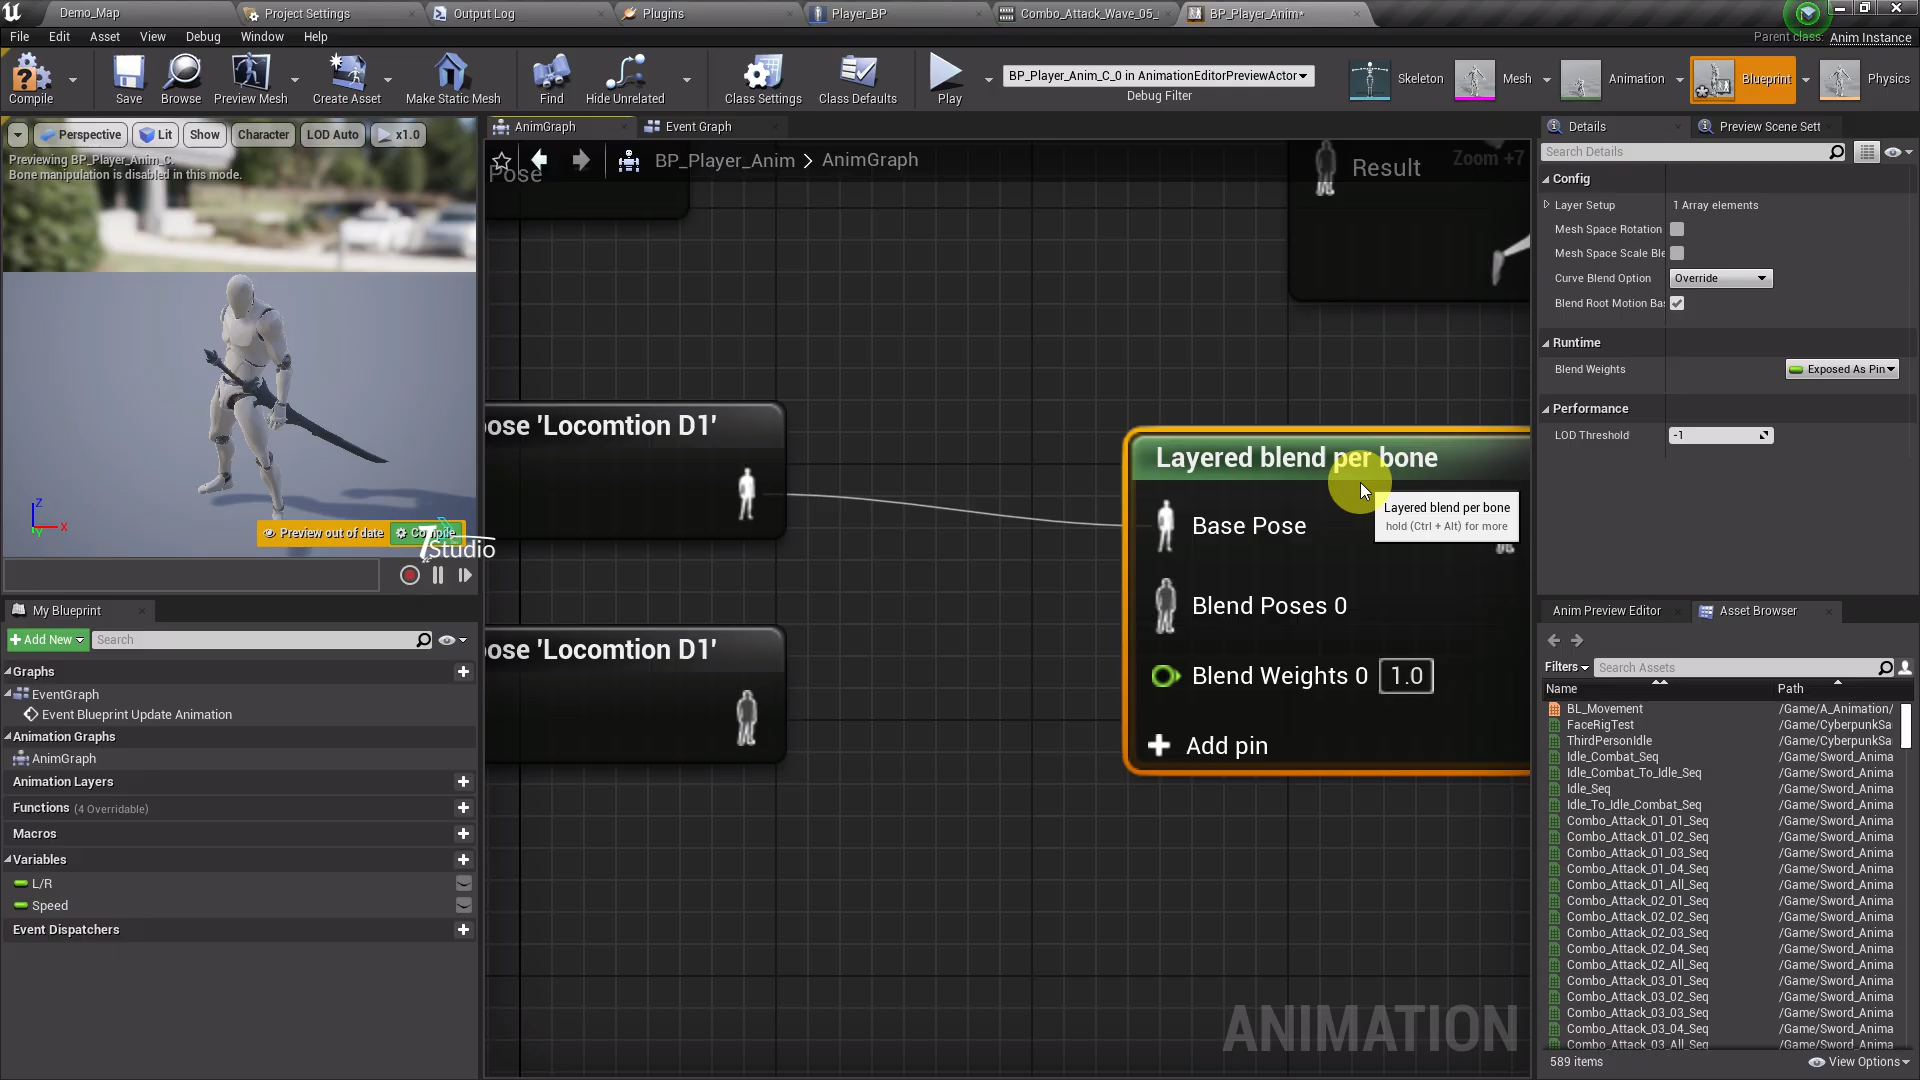 Demo_Map
Project Settings
Output Log
Plugins
Player_BP
Combo_Attack_Wave_05_
BP_Player_Anim*
File Edit Asset View Debug Window Help
Parent class: Anim Instance
Compile
Save
Browse
Preview Mesh
Create Asset
Make Static Mesh
Find
Hide Unrelated
Class Settings
Class Defaults
Play
BP_Player_Anim_C_0 in AnimationEditorPreviewActor
Debug Filter
Skeleton
Mesh
Animation
Blueprint
Physics
Perspective
Lit
Show
Character
LOD Auto
x1.0
Previewing BP_Player_Anim_C.
Bone manipulation is disabled in this mode.
Z
X
Preview out of date
Compile
Studio
AnimGraph
Event Graph
BP_Player_Anim > AnimGraph
Zoom +7
Pose
Result
ose 'Locomtion D1'
ose 'Locomtion D1'
Layered blend per bone
Base Pose
Blend Poses 0
Blend Weights 0 1.0
Add pin
Layered blend per bone
hold (Ctrl + Alt) for more
ANIMATION
My Blueprint
Add New
Search
Graphs
EventGraph
Event Blueprint Update Animation
Animation Graphs
AnimGraph
Animation Layers
Functions (4 Overridable)
Macros
Variables
L/R
Speed
Event Dispatchers
Details
Preview Scene Sett
Search Details
Config
Layer Setup 1 Array elements
Mesh Space Rotation
Mesh Space Scale Ble
Curve Blend Option Override
Blend Root Motion Ba
Runtime
Blend Weights Exposed As Pin
Performance
LOD Threshold -1
Anim Preview Editor
Asset Browser
Filters
Search Assets
Name Path
BL_Movement /Game/A_Animation/
FaceRigTest /Game/CyberpunkSa
ThirdPersonIdle /Game/CyberpunkSa
Idle_Combat_Seq /Game/Sword_Anima
Idle_Combat_To_Idle_Seq /Game/Sword_Anima
Idle_Seq /Game/Sword_Anima
Idle_To_Idle_Combat_Seq /Game/Sword_Anima
Combo_Attack_01_01_Seq /Game/Sword_Anima
Combo_Attack_01_02_Seq /Game/Sword_Anima
Combo_Attack_01_03_Seq /Game/Sword_Anima
Combo_Attack_01_04_Seq /Game/Sword_Anima
Combo_Attack_01_All_Seq /Game/Sword_Anima
Combo_Attack_02_01_Seq /Game/Sword_Anima
Combo_Attack_02_02_Seq /Game/Sword_Anima
Combo_Attack_02_03_Seq /Game/Sword_Anima
Combo_Attack_02_04_Seq /Game/Sword_Anima
Combo_Attack_02_All_Seq /Game/Sword_Anima
Combo_Attack_03_01_Seq /Game/Sword_Anima
Combo_Attack_03_02_Seq /Game/Sword_Anima
Combo_Attack_03_03_Seq /Game/Sword_Anima
Combo_Attack_03_04_Seq /Game/Sword_Anima
Combo_Attack_03_All_Seq /Game/Sword_Anima
589 items
View Options